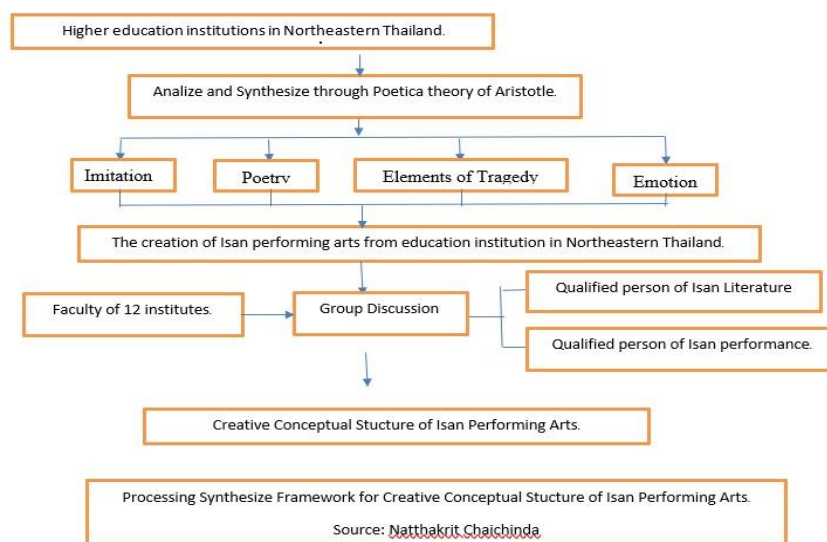 Higher education institutions in Northeastern Thailand.
Analize and Synthesize through Poetica theory of Aristotle.
Imitation
Poetry
Elements of Tragedy
Emotion
The creation of Isan performing arts from education institution in Northeastern Thailand.
Faculty of 12 institutes.
Group Discussion
Qualified person of Isan Literature
Qualified person of Isan performance.
Creative Conceptual Stucture of Isan Performing Arts.
Processing Synthesize Framework for Creative Conceptual Stucture of Isan Performing Arts.
Source: Natthakrit Chaichinda